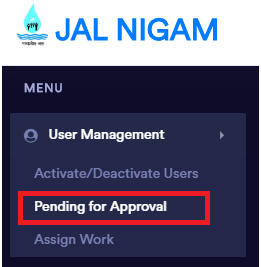 JAL NIGAM
MENU
User Management
Activate/Deactivate Users
Pending for Approval
Assign Work